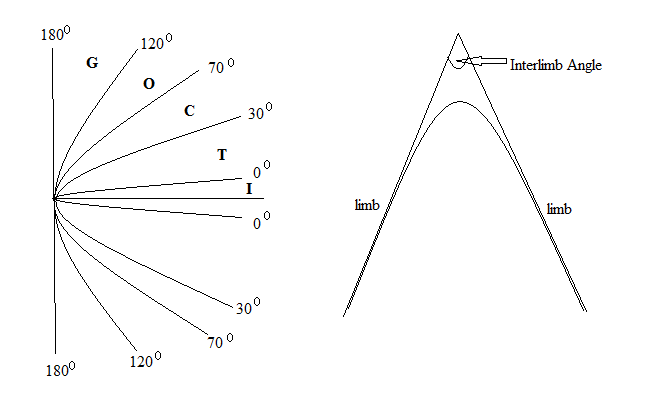 180⁰
120⁰
G
70⁰
O
C
30⁰
T
0⁰
I
0⁰
30⁰
70⁰
120⁰
180⁰
Interlimb Angle
limb
limb